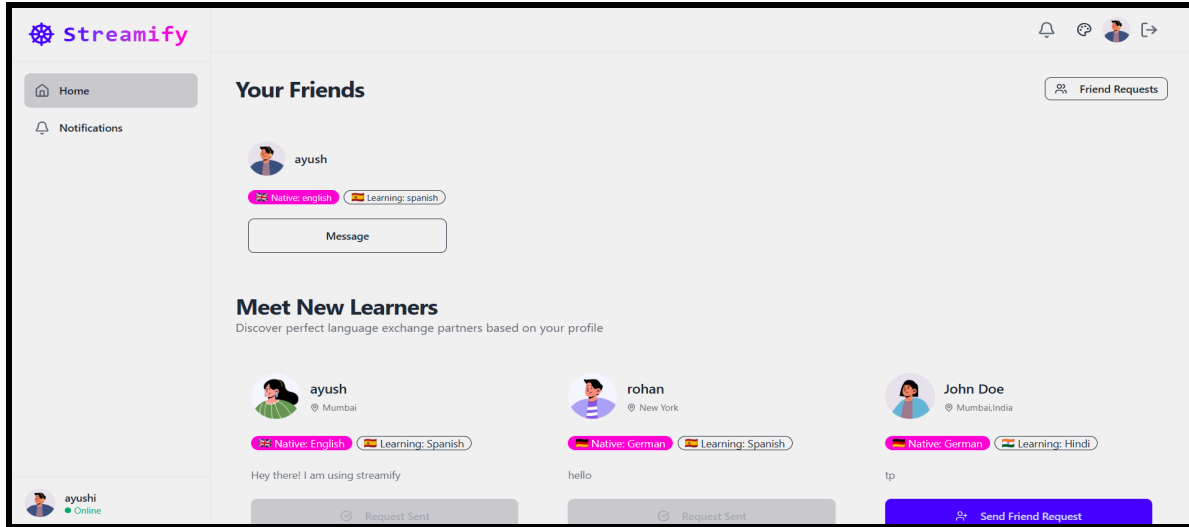 Streamify
Home
Notifications
Your Friends
Friend Requests
ayush
Native: english Learning: spanish
Message
Meet New Learners
Discover perfect language exchange partners based on your profile
ayush
Mumbai
Native: English Learning: Spanish
Hey there! I am using streamify
Request Sent
rohan
New York
Native: German Learning: Spanish
hello
Request Sent
John Doe
Mumbai,India
Native: German Learning: Hindi
tp
Send Friend Request
ayushi
Online